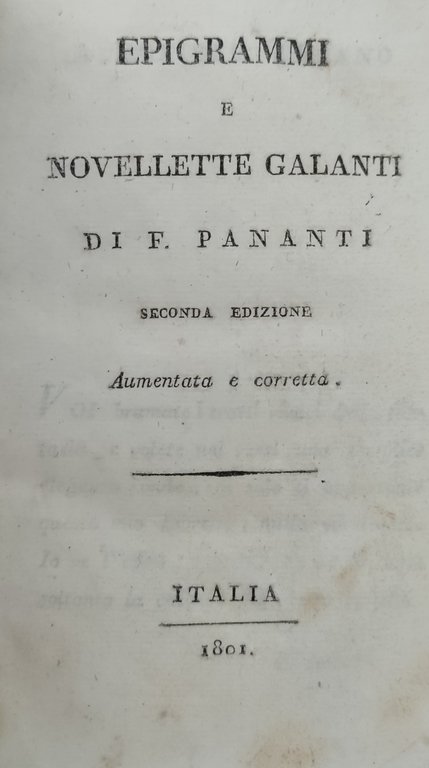 EPIGRAMMI
E
NOVELLETTE GALANTI
DI F. PANANTI
SECONDA EDIZIONE
Aumentata e corretta.
ITALIA
1801.